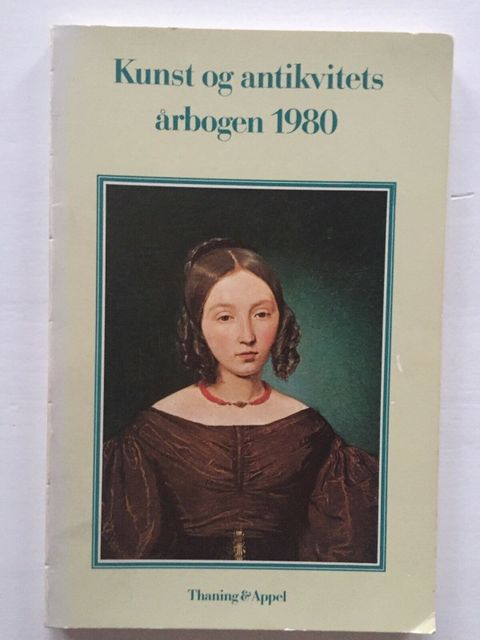 Kunst og antikvitets
årbogen 1980
Thaning & Appel